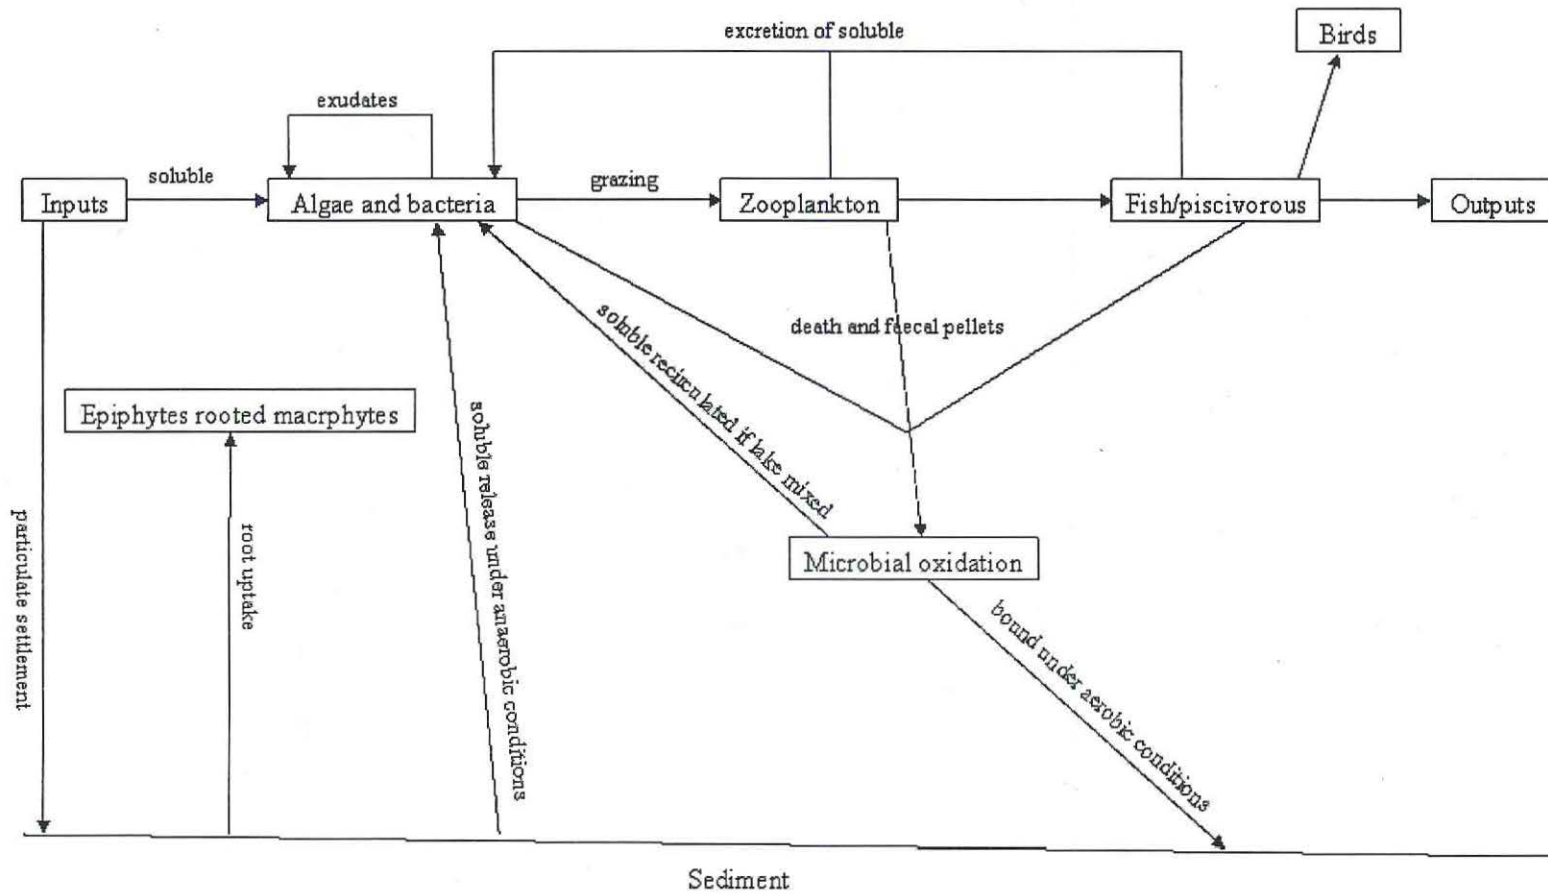 excretion of soluble
Birds
exudates
soluble
grazing
Inputs
Algae and bacteria
Zooplankton
Fish/piscivorous
Outputs
death and faecal pellets
soluble recirculated if lake mixed
Epiphytes rooted macrphytes
soluble release under anaerobic conditions
particulate settlement
root uptake
Microbial oxidation
bound under aerobic conditions
Sediment